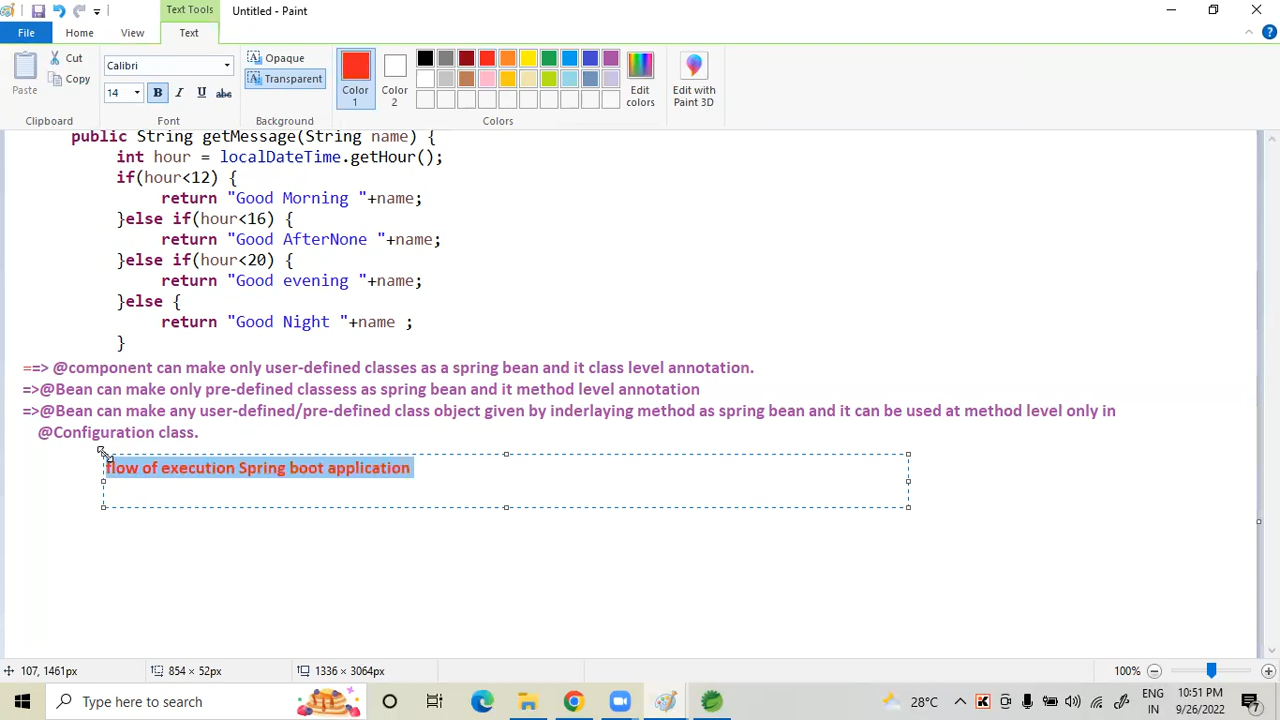 Text Tools
Untitled - Paint
File
Home
View
Text
Paste
Cut
Copy
Clipboard
Calibri
14
B
I
U
abc
Font
Opaque
Transparent
Background
Color 1
Color 2
Edit colors
Colors
Edit with Paint 3D
public String getMessage(String name) {
int hour = localDateTime.getHour();
if(hour<12) {
return "Good Morning "+name;
}else if(hour<16) {
return "Good AfterNone "+name;
}else if(hour<20) {
return "Good evening "+name;
}else {
return "Good Night "+name ;
}
==> @component can make only user-defined classes as a spring bean and it class level annotation.
=>@Bean can make only pre-defined classess as spring bean and it method level annotation
=>@Bean can make any user-defined/pre-defined class object given by inderlaying method as spring bean and it can be used at method level only in
@Configuration class.
flow of execution Spring boot application
107, 1461px
854 × 52px
1336 × 3064px
100%
Type here to search
28°C
ENG
IN
10:51 PM
9/26/2022
7